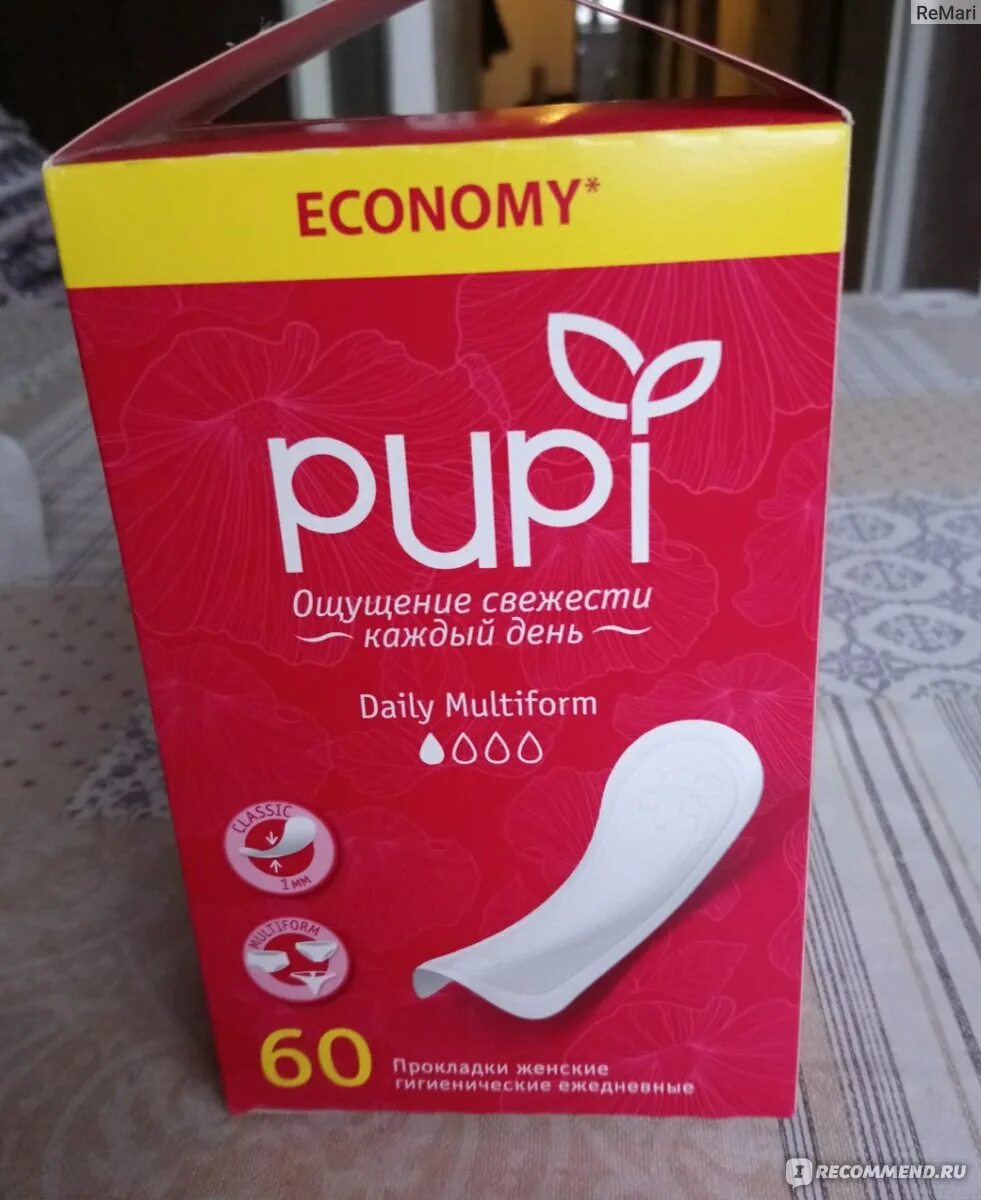 ReMari
ECONOMY*
pupi
Ощущение свежести
каждый день
Daily Multiform
CLASSIC
1 мм
MULTIFORM
60
Прокладки женские
гигиенические ежедневные
IRECOMMEND.RU